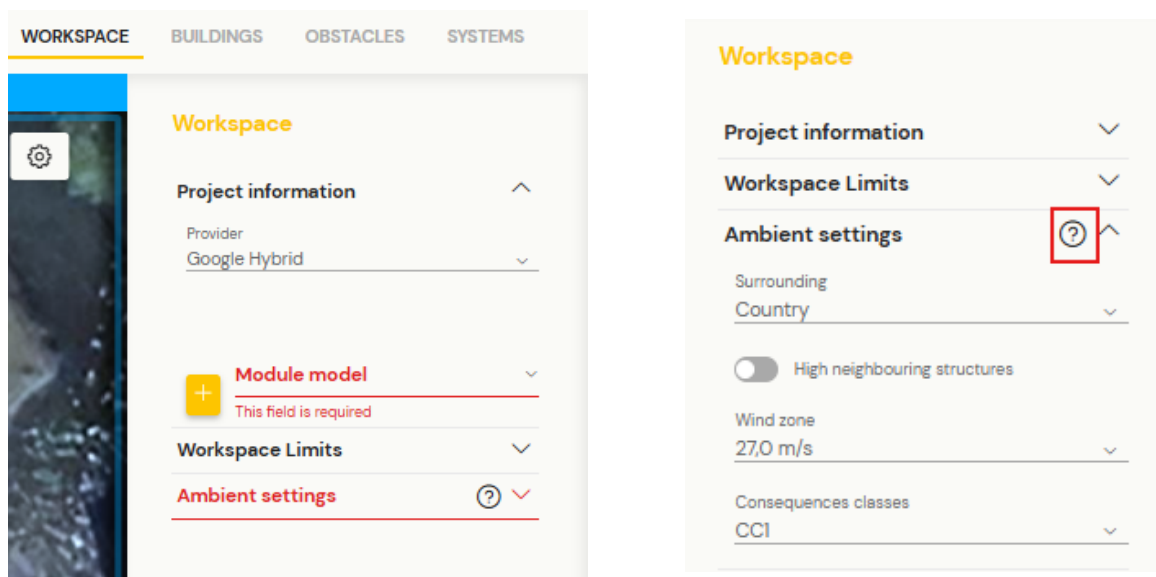 WORKSPACE BUILDINGS OBSTACLES SYSTEMS
Workspace
Project information
Provider
Google Hybrid
+
Module model
This field is required
Workspace Limits
Ambient settings ?
Workspace
Project information
Workspace Limits
Ambient settings ?
Surrounding
Country
High neighbouring structures
Wind zone
27,0 m/s
Consequences classes
CC1